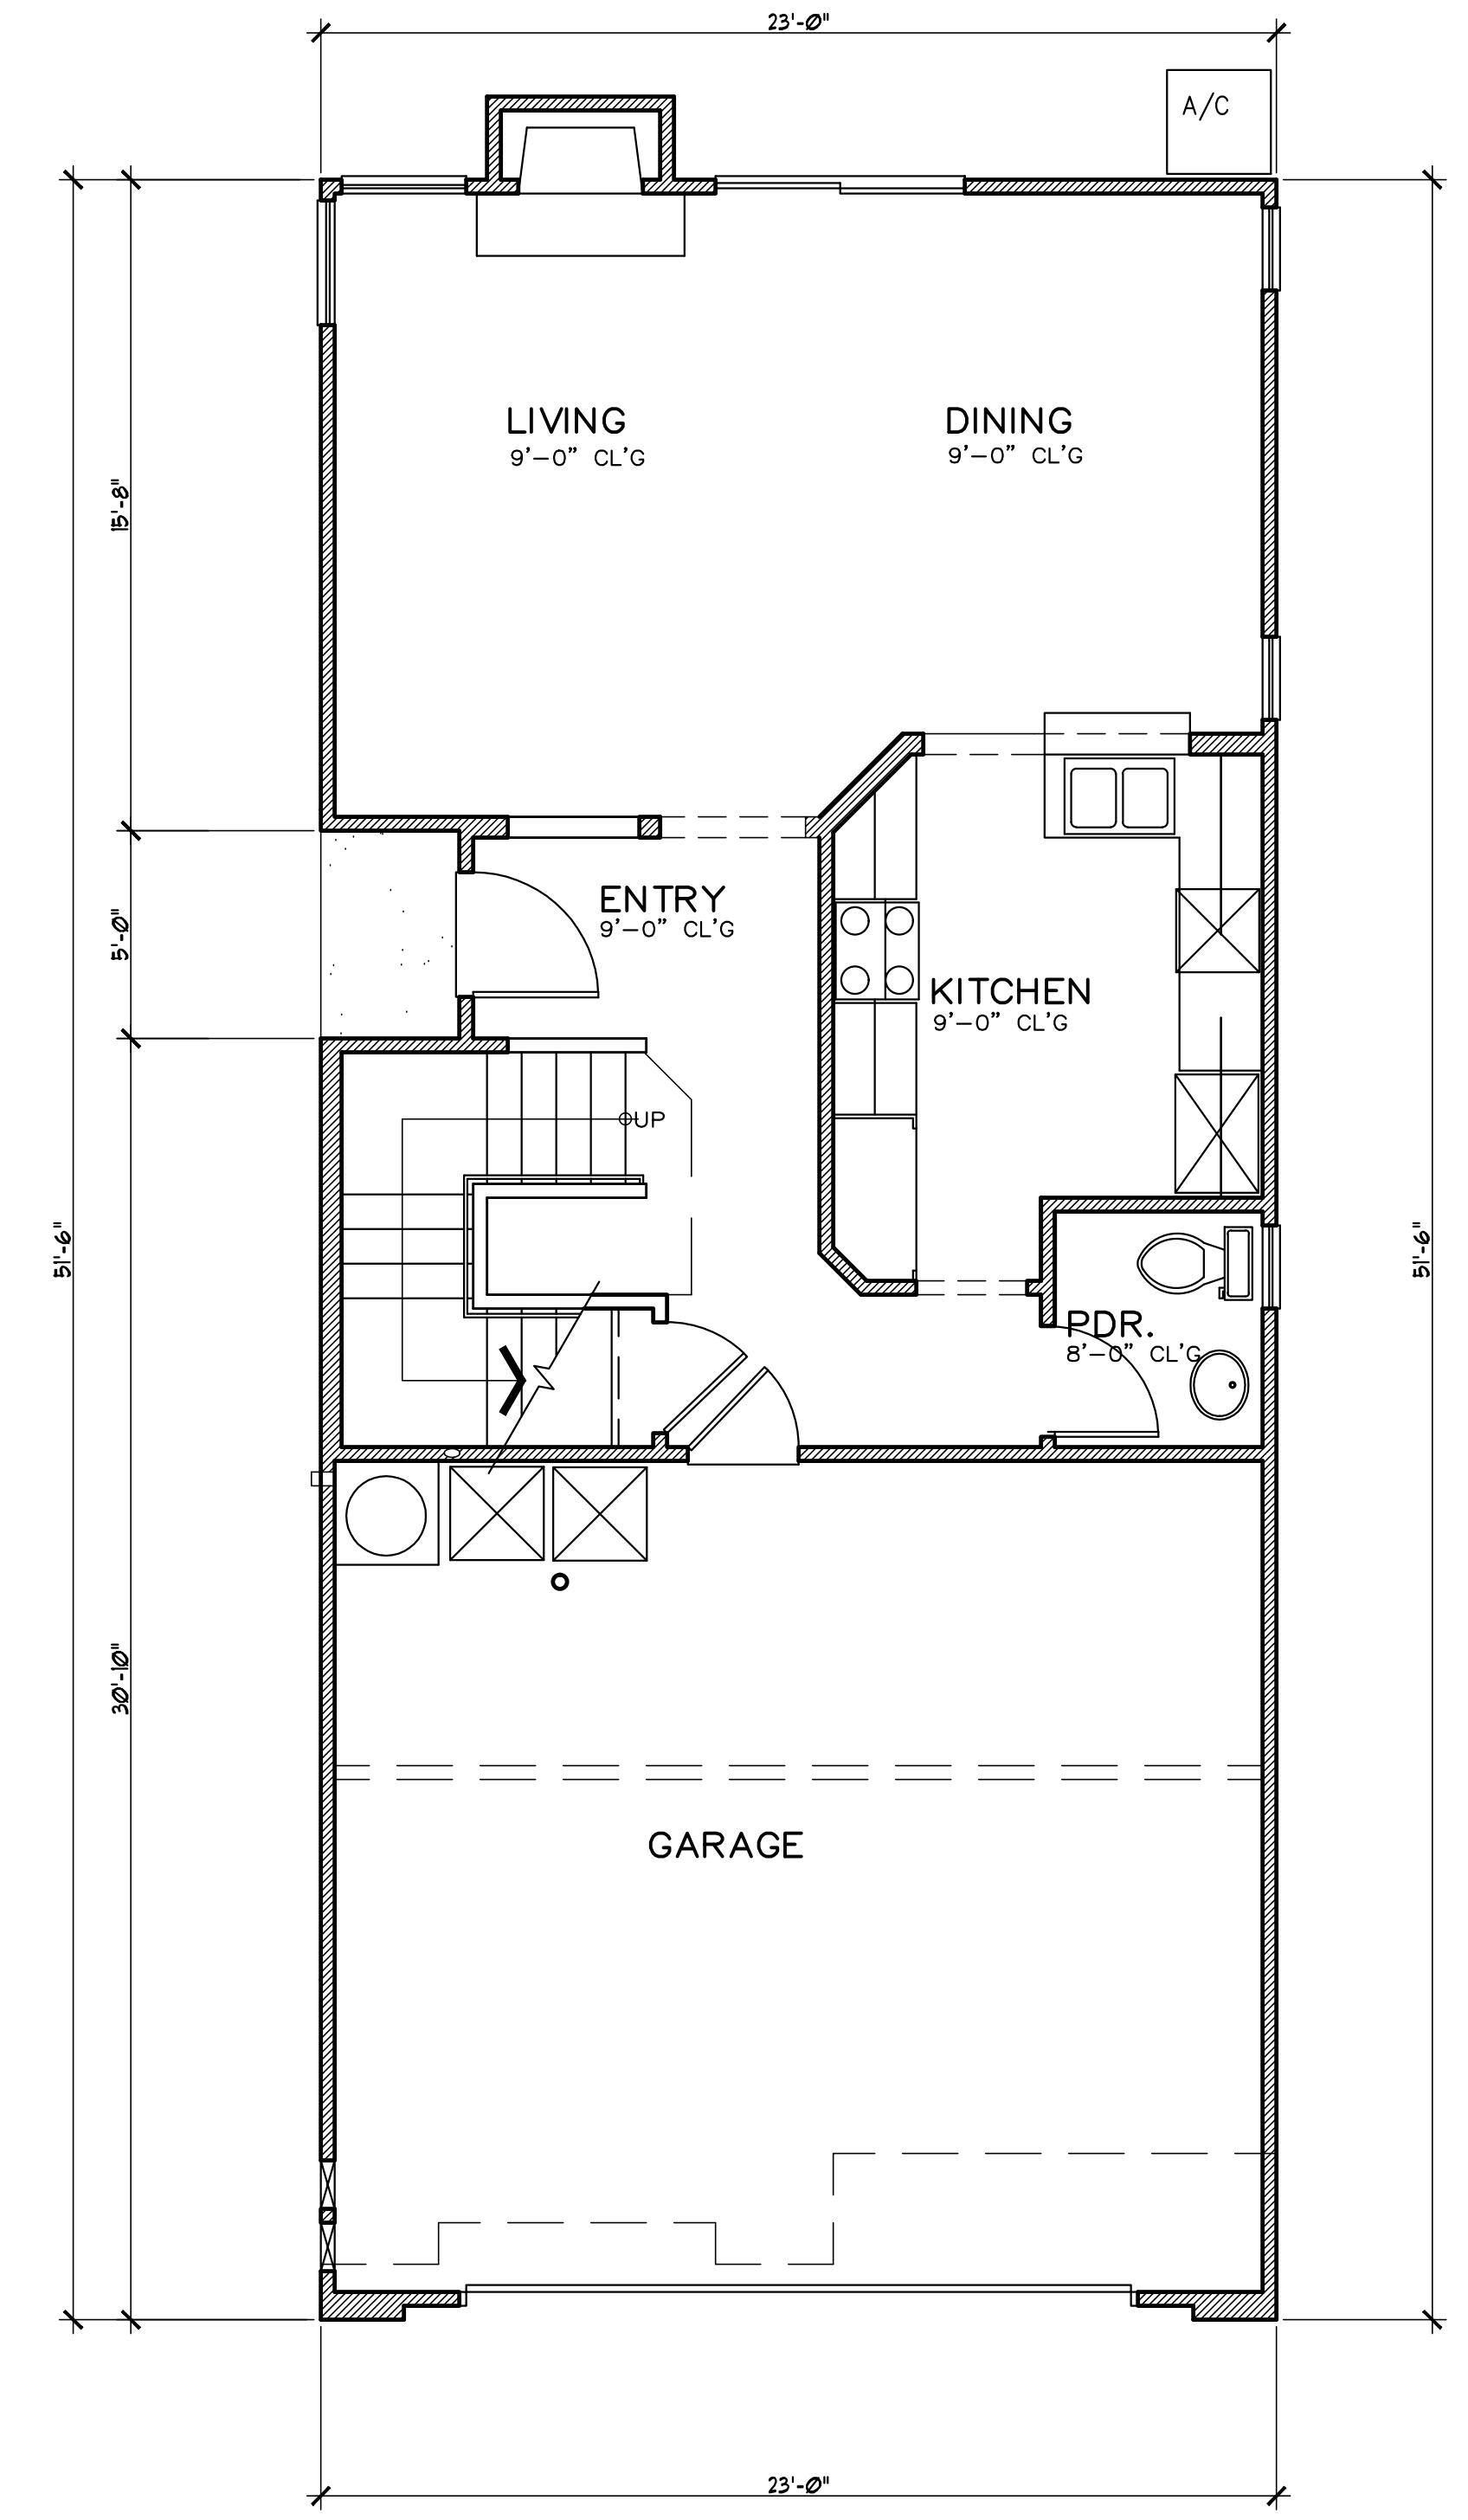 23'-0"
A/C
LIVING
9'-0" CL'G
DINING
9'-0" CL'G
15'-8"
ENTRY
9'-0" CL'G
5'-0"
KITCHEN
9'-0" CL'G
UP
51'-6"
51'-6"
PDR.
8'-0" CL'G
30'-10"
GARAGE
23'-0"